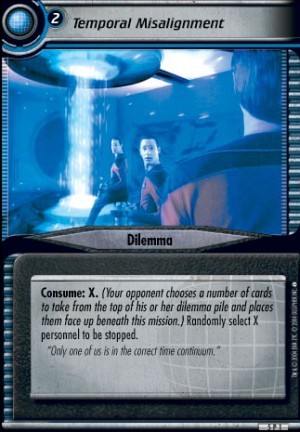 2
Temporal Misalignment
Dilemma
Consume: X. (Your opponent chooses a number of cards
to take from the top of his or her dilemma pile and places
them face up beneath this mission.) Randomly select X
personnel to be stopped.
"Only one of us is in the correct time continuum."